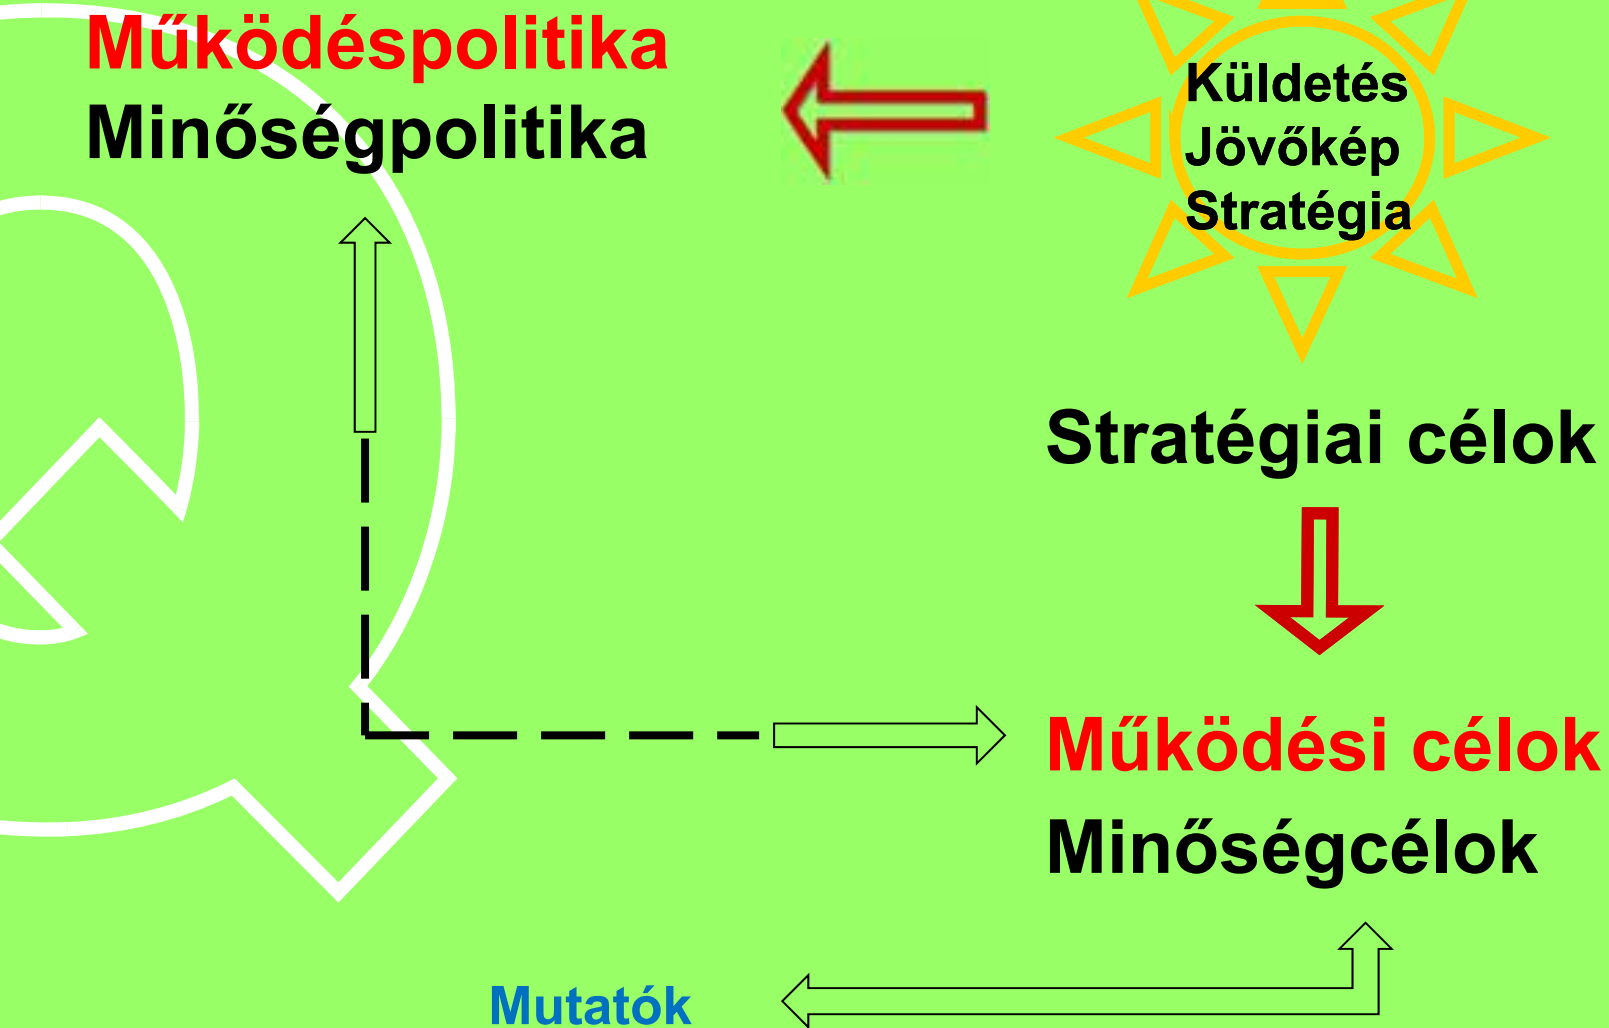 Működéspolitika
Minőségpolitika
Küldetés
Jövőkép
Stratégia
Stratégiai célok
Működési célok
Minőségcélok
Mutatók